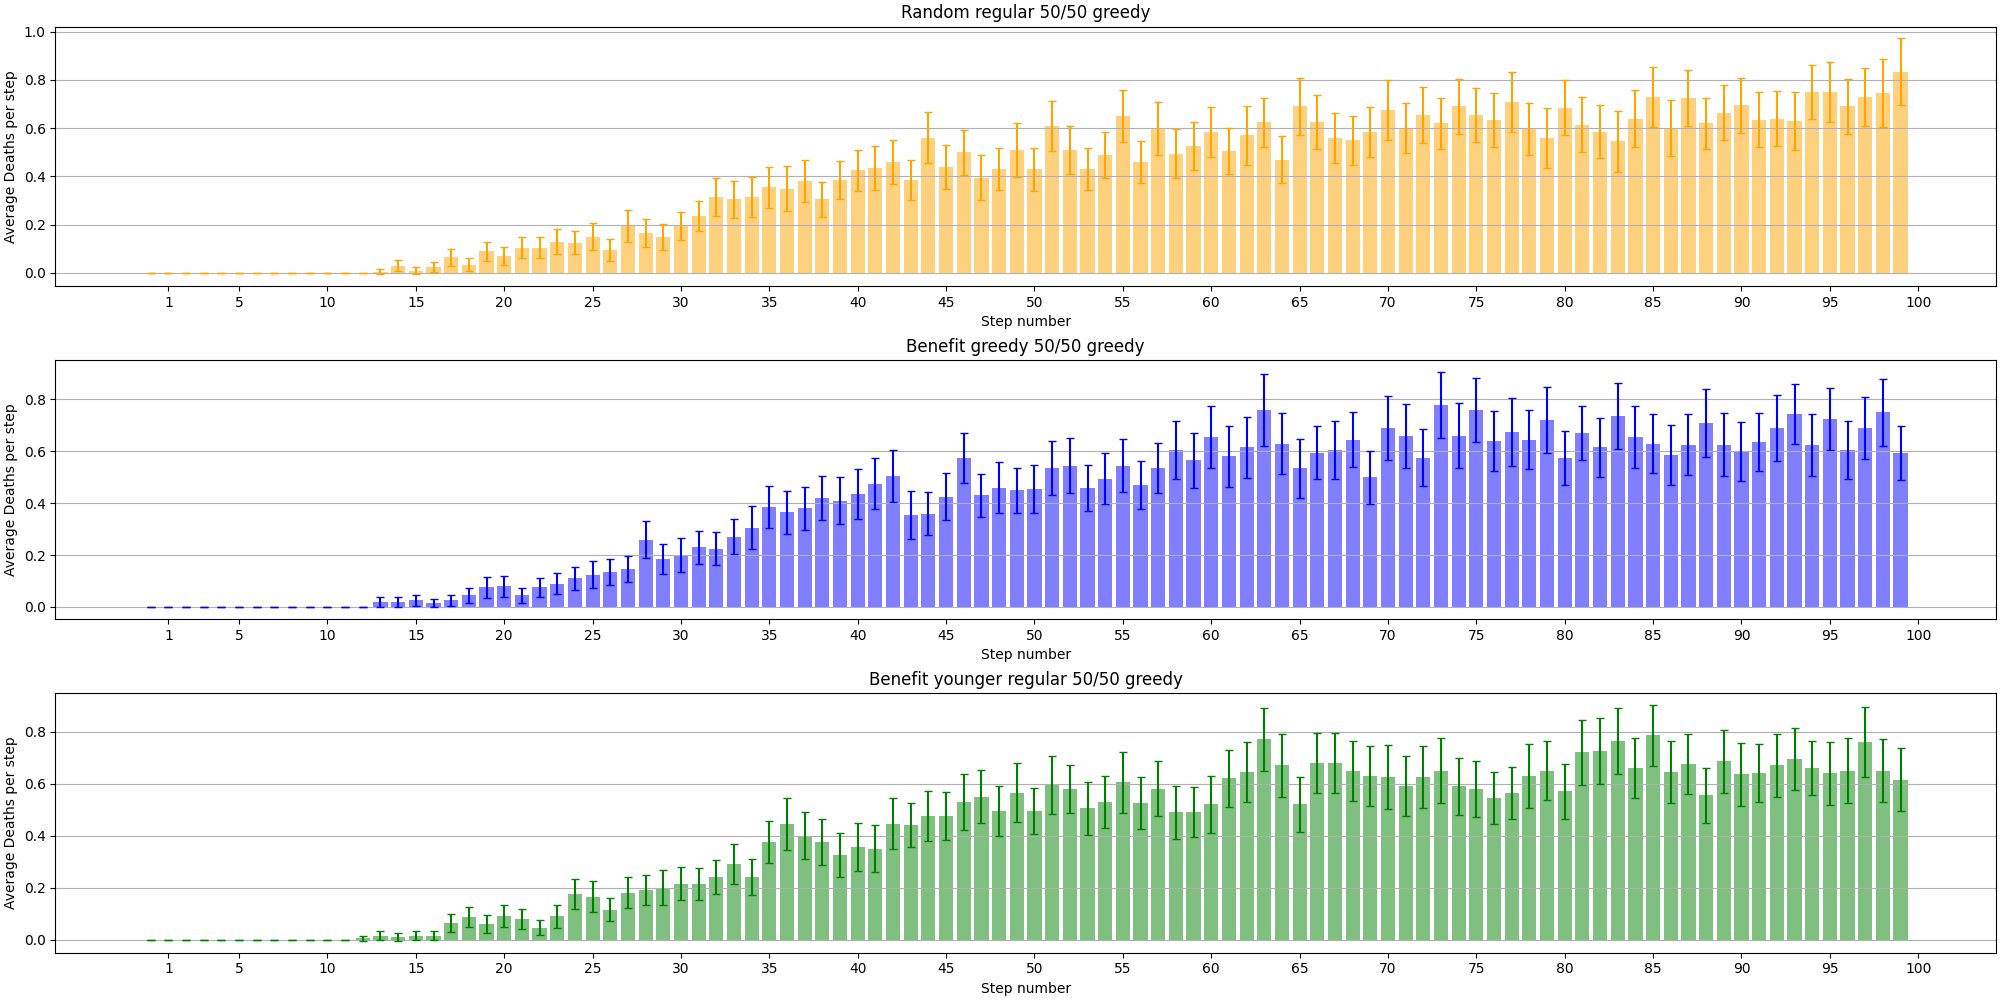 Random regular 50/50 greedy
Average Deaths per step
1.0
0.8
0.6
0.4
0.2
0.0
1 5 10 15 20 25 30 35 40 45 50 55 60 65 70 75 80 85 90 95 100
Step number
Benefit greedy 50/50 greedy
Average Deaths per step
0.8
0.6
0.4
0.2
0.0
1 5 10 15 20 25 30 35 40 45 50 55 60 65 70 75 80 85 90 95 100
Step number
Benefit younger regular 50/50 greedy
Average Deaths per step
0.8
0.6
0.4
0.2
0.0
1 5 10 15 20 25 30 35 40 45 50 55 60 65 70 75 80 85 90 95 100
Step number